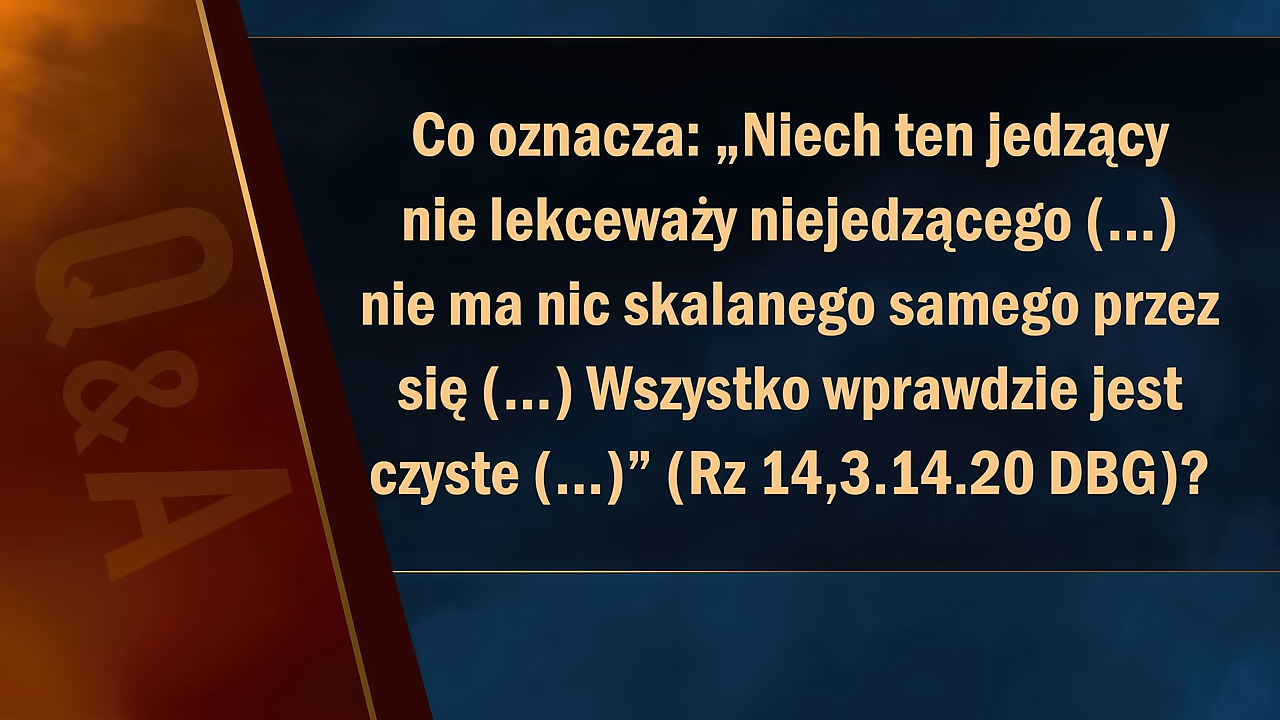 Q & A
Co oznacza: „Niech ten jedzący
nie lekceważy niejedzącego (...)
nie ma nic skalanego samego przez
się (...) Wszystko wprawdzie jest
czyste (...)” (Rz 14,3.14.20 DBG)?